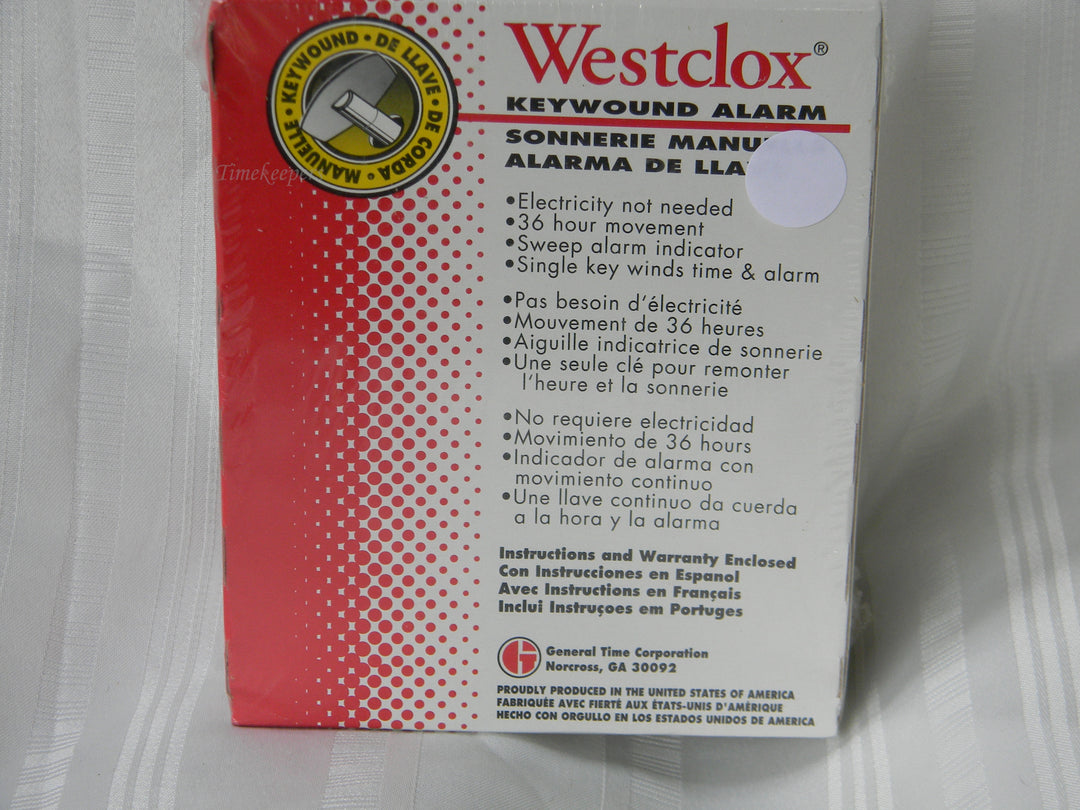 KEYWOUND • DE LLAVE • DE CORDA • MANUELLE •
Timekeeper
Westclox®
KEYWOUND ALARM
SONNERIE
ALARMA DE
•Electricity not needed
•36 hour movement
•Sweep alarm indicator
•Single key winds time & alarm
•Pas besoin d'électricité
•Mouvement de 36 heures
•Aiguille indicatrice de sonnerie
•Une seule clé pour remonter
l'heure et la sonnerie
•No requiere electricidad
•Movimiento de 36 hours
•Indicador de alarma con
movimiento continuo
•Une llave continuo da cuerda
a la hora y la alarma
Instructions and Warranty Enclosed
Con Instrucciones en Espanol
Avec Instructions en Français
Inclui Instruçoes em Portuges
General Time Corporation
Norcross, GA 30092
PROUDLY PRODUCED IN THE UNITED STATES OF AMERICA
FABRIQUÉE AVEC FIERTÉ AUX ÉTATS-UNIS D'AMÉRIQUE
HECHO CON ORGULLO EN LOS ESTADOS UNIDOS DE AMERICA